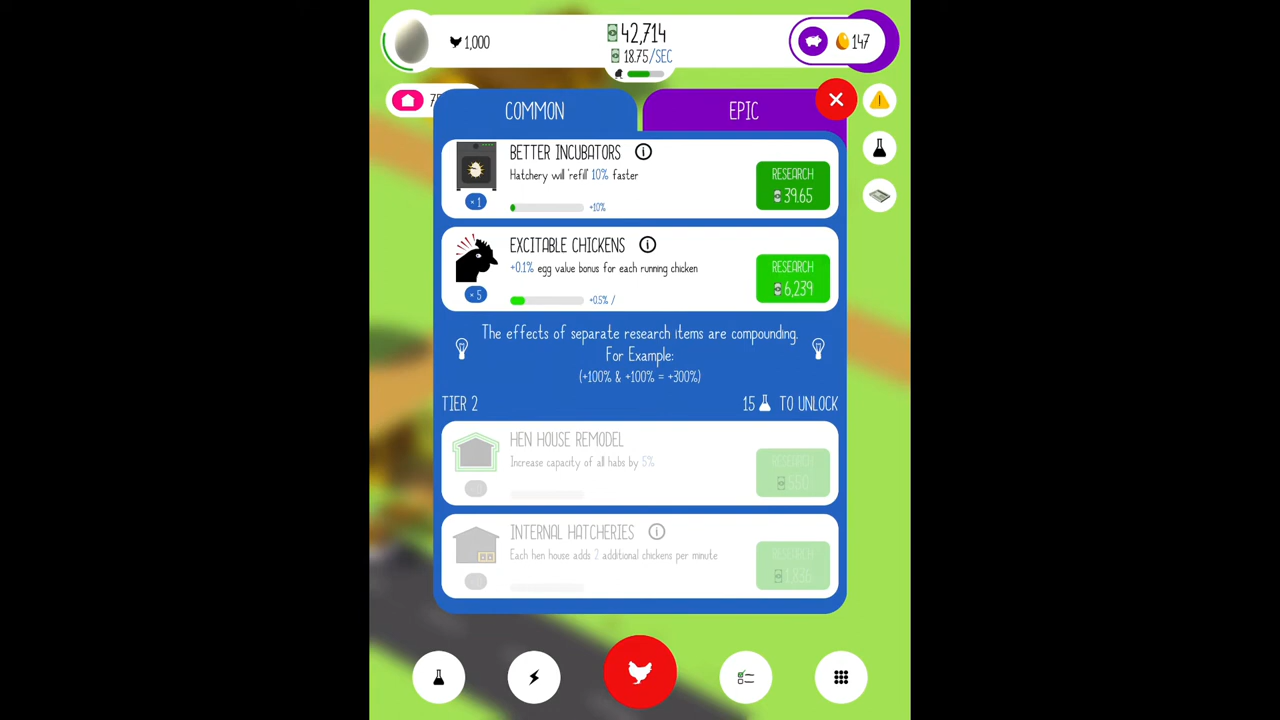 1,000
42,714
18.75/SEC
147
COMMON
EPIC
BETTER INCUBATORS
Hatchery will 'refill' 10% faster
×1
+10%
RESEARCH
39.65
EXCITABLE CHICKENS
+0.1% egg value bonus for each running chicken
×5
+0.5% /
RESEARCH
6,239
The effects of separate research items are compounding.
For Example:
(+100% & +100% = +300%)
TIER 2
15 TO UNLOCK
HEN HOUSE REMODEL
Increase capacity of all habs by 5%
RESEARCH
INTERNAL HATCHERIES
Each hen house adds 2 additional chickens per minute
RESEARCH